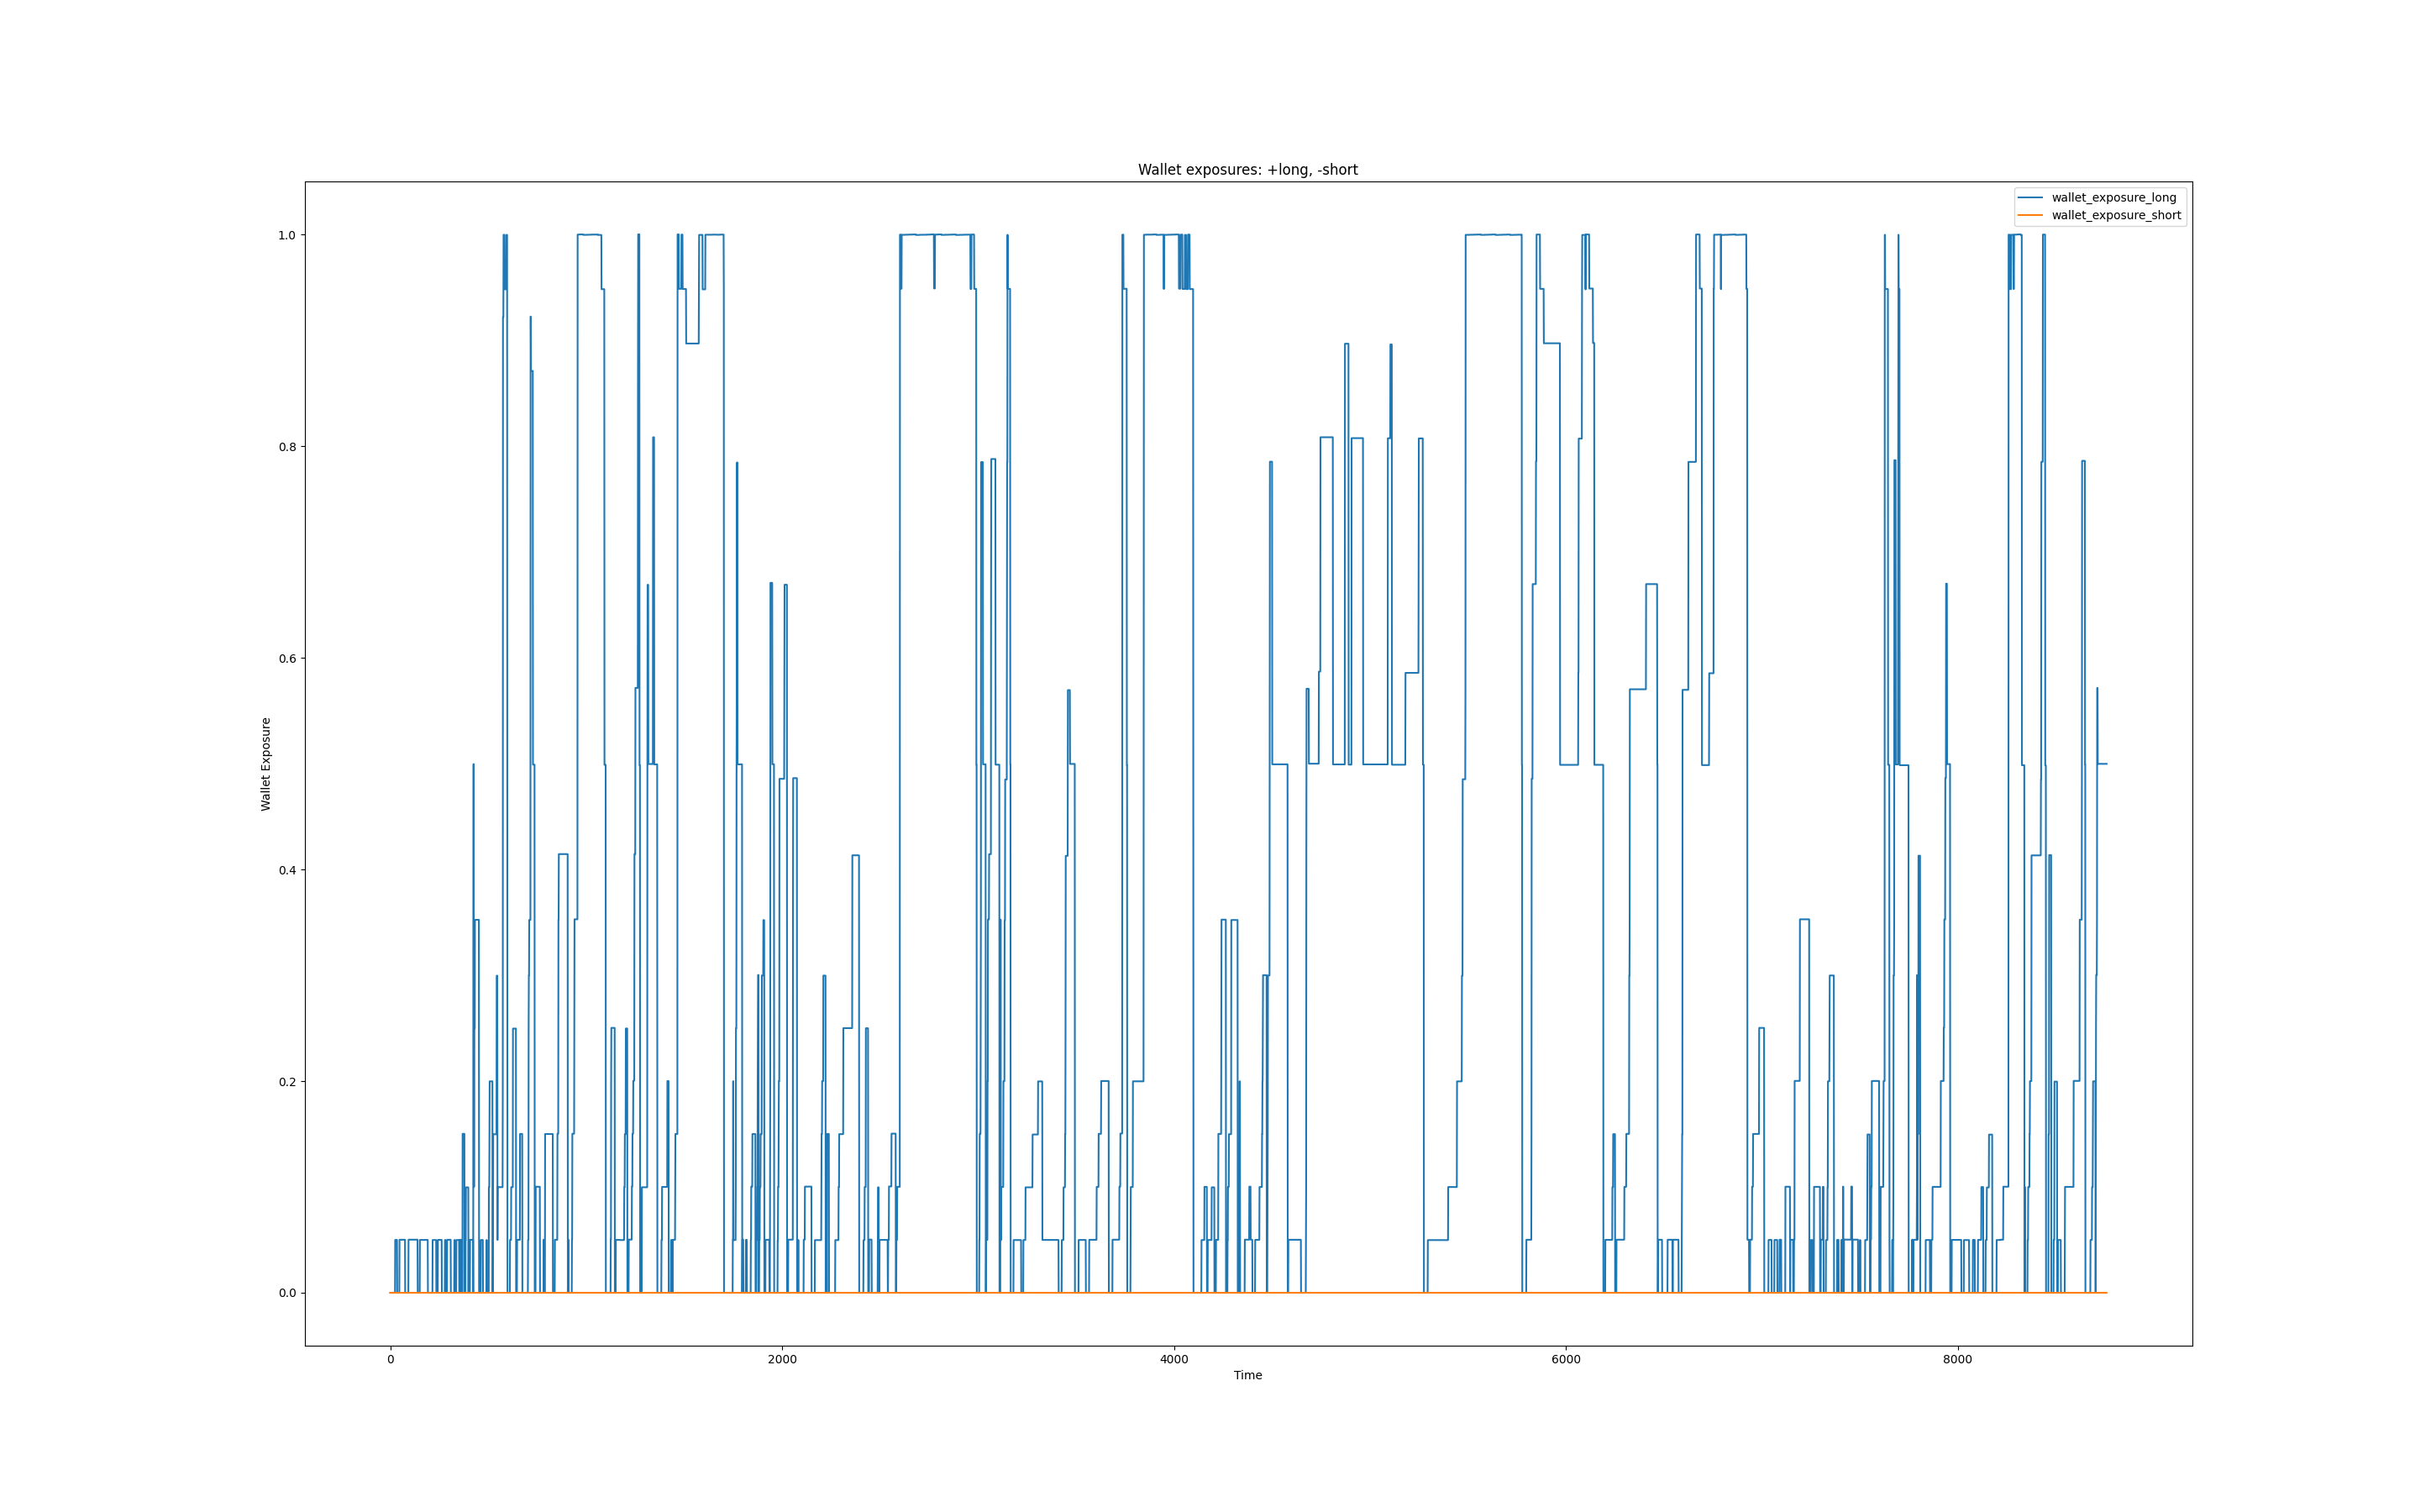 Wallet exposures: +long, -short
wallet_exposure_long
wallet_exposure_short
1.0
0.8
0.6
0.4
0.2
0.0
Wallet Exposure
0 2000 4000 6000 8000
Time